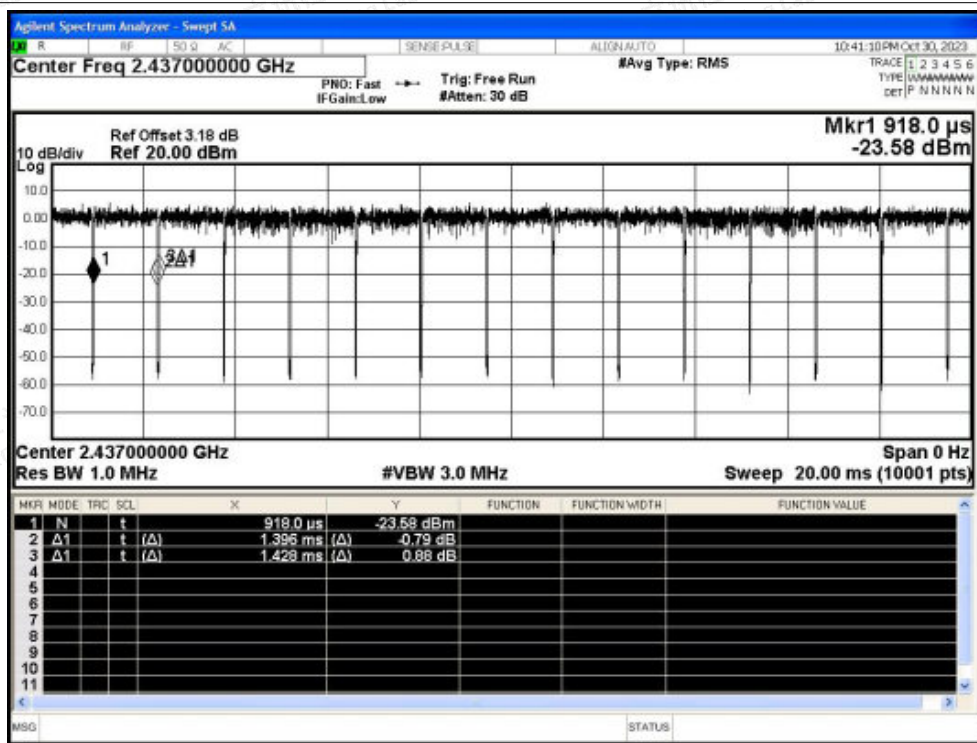 Agilent Spectrum Analyzer - Swept SA
R RF 50 Ω AC SENSE:PULSE ALIGNAUTO 10:41:10PM Oct 30, 2023
Center Freq 2.437000000 GHz #Avg Type: RMS TRACE 1 2 3 4 5 6
PNO: Fast Trig: Free Run TYPE
IFGain:Low #Atten: 30 dB DET P N N N N N
Mkr1 918.0 µs
Ref Offset 3.18 dB
10 dB/div Ref 20.00 dBm -23.58 dBm
Log
10.0
0.00
-10.0
1
-20.0
-30.0
-40.0
-50.0
-60.0
-70.0
Center 2.437000000 GHz Span 0 Hz
Res BW 1.0 MHz #VBW 3.0 MHz Sweep 20.00 ms (10001 pts)
MKR MODE TRC SCL X Y FUNCTION FUNCTION WIDTH FUNCTION VALUE
1 N t 918.0 µs -23.58 dBm
2 Δ1 t (Δ) 1.396 ms (Δ) -0.79 dB
3 Δ1 t (Δ) 1.428 ms (Δ) 0.88 dB
4
5
6
7
8
9
10
11
MSG STATUS